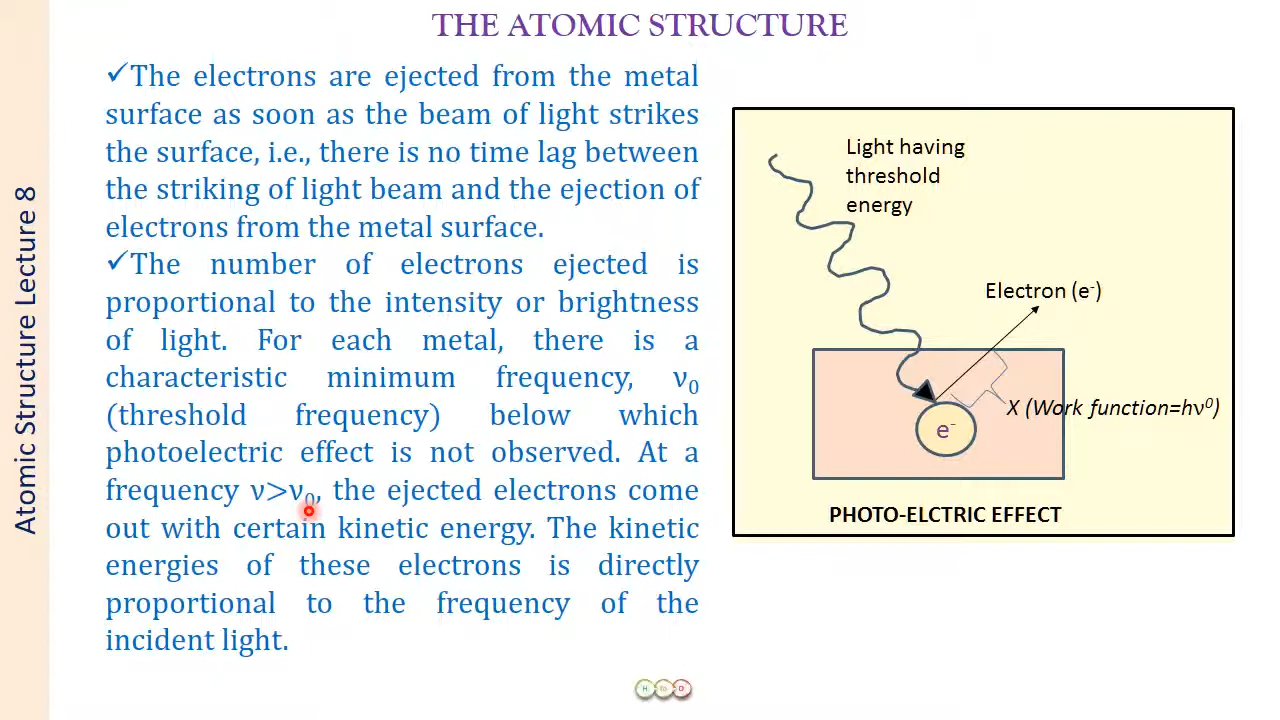 THE ATOMIC STRUCTURE
Atomic Structure Lecture 8
✓The electrons are ejected from the metal
surface as soon as the beam of light strikes
the surface, i.e., there is no time lag between
the striking of light beam and the ejection of
electrons from the metal surface.
✓The number of electrons ejected is
proportional to the intensity or brightness
of light. For each metal, there is a
characteristic minimum frequency, ν₀
(threshold frequency) below which
photoelectric effect is not observed. At a
frequency ν>ν₀, the ejected electrons come
out with certain kinetic energy. The kinetic
energies of these electrons is directly
proportional to the frequency of the
incident light.
Light having
threshold
energy
Electron (e⁻)
X (Work function=hν⁰)
e⁻
PHOTO-ELCTRIC EFFECT
H to D